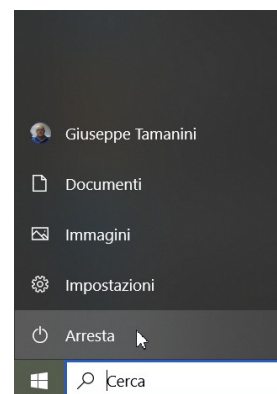 Giuseppe Tamanini
Documenti
Immagini
Impostazioni
Arresta
Cerca